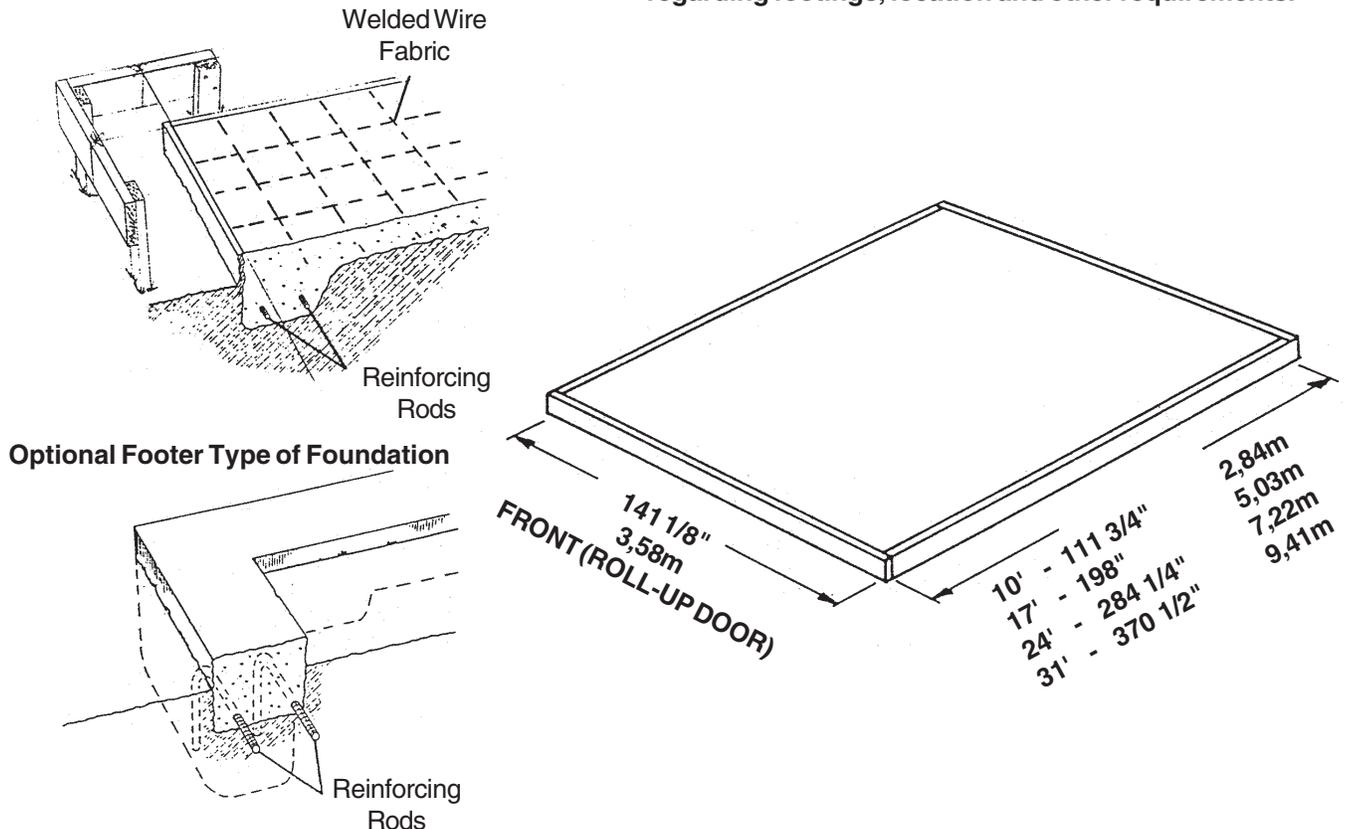 regarding footings, location and other requirements.
Welded Wire
Fabric
Reinforcing
Rods
Optional Footer Type of Foundation
Reinforcing
Rods
141 1/8"
3,58m
FRONT (ROLL-UP DOOR)
10' - 111 3/4"
17' - 198"
24' - 284 1/4"
31' - 370 1/2"
2,84m
5,03m
7,22m
9,41m